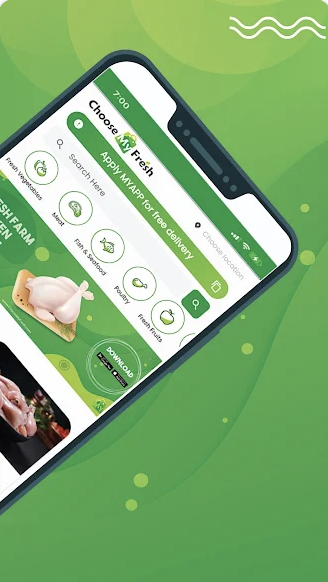 7:00
Choose My Fresh
Choose location
Apply MYAPP for free delivery
Search Here
Fresh Vegetables
Meat
Fish & Seafood
Poultry
Fresh Fruits
ESH FARM
EN
DOWNLOAD